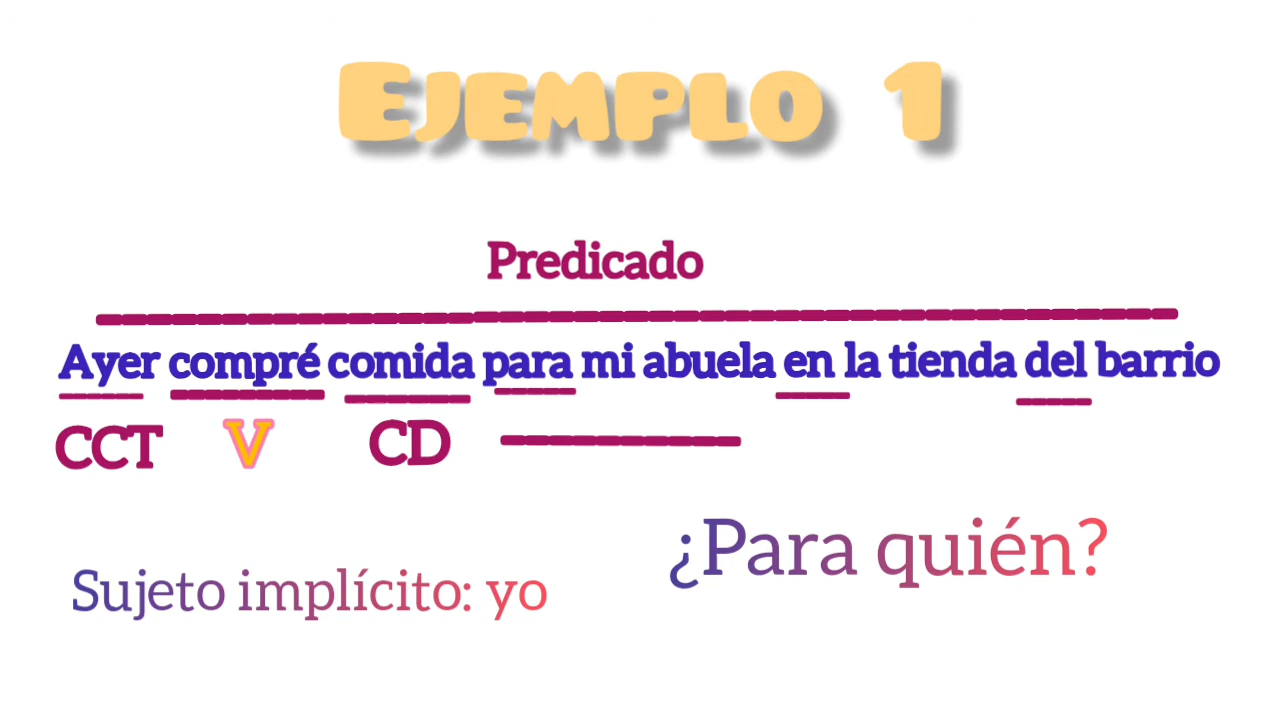 Ejemplo 1
Predicado
Ayer compré comida para mi abuela en la tienda del barrio
CCT V CD
¿Para quién?
Sujeto implícito: yo